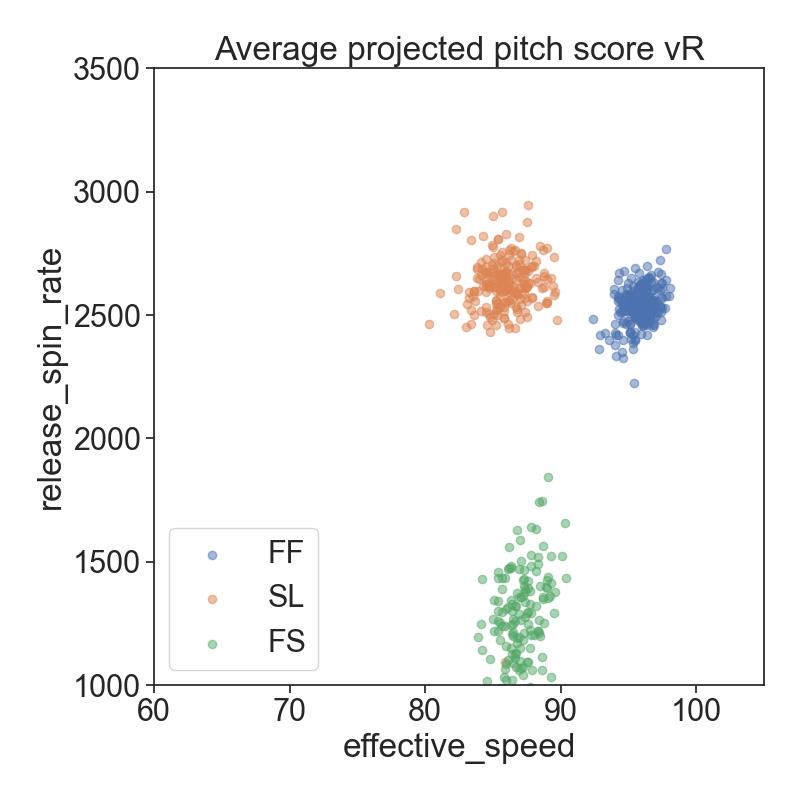 Average projected pitch score vR
3500
3000
2500
2000
1500
1000
release_spin_rate
FF
SL
FS
60
70
80
90
100
effective_speed